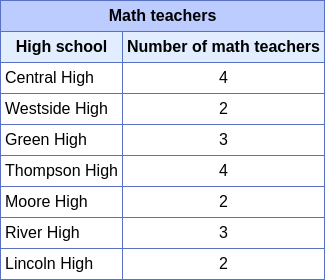 Math teachers
High school Number of math teachers
Central High 4
Westside High 2
Green High 3
Thompson High 4
Moore High 2
River High 3
Lincoln High 2